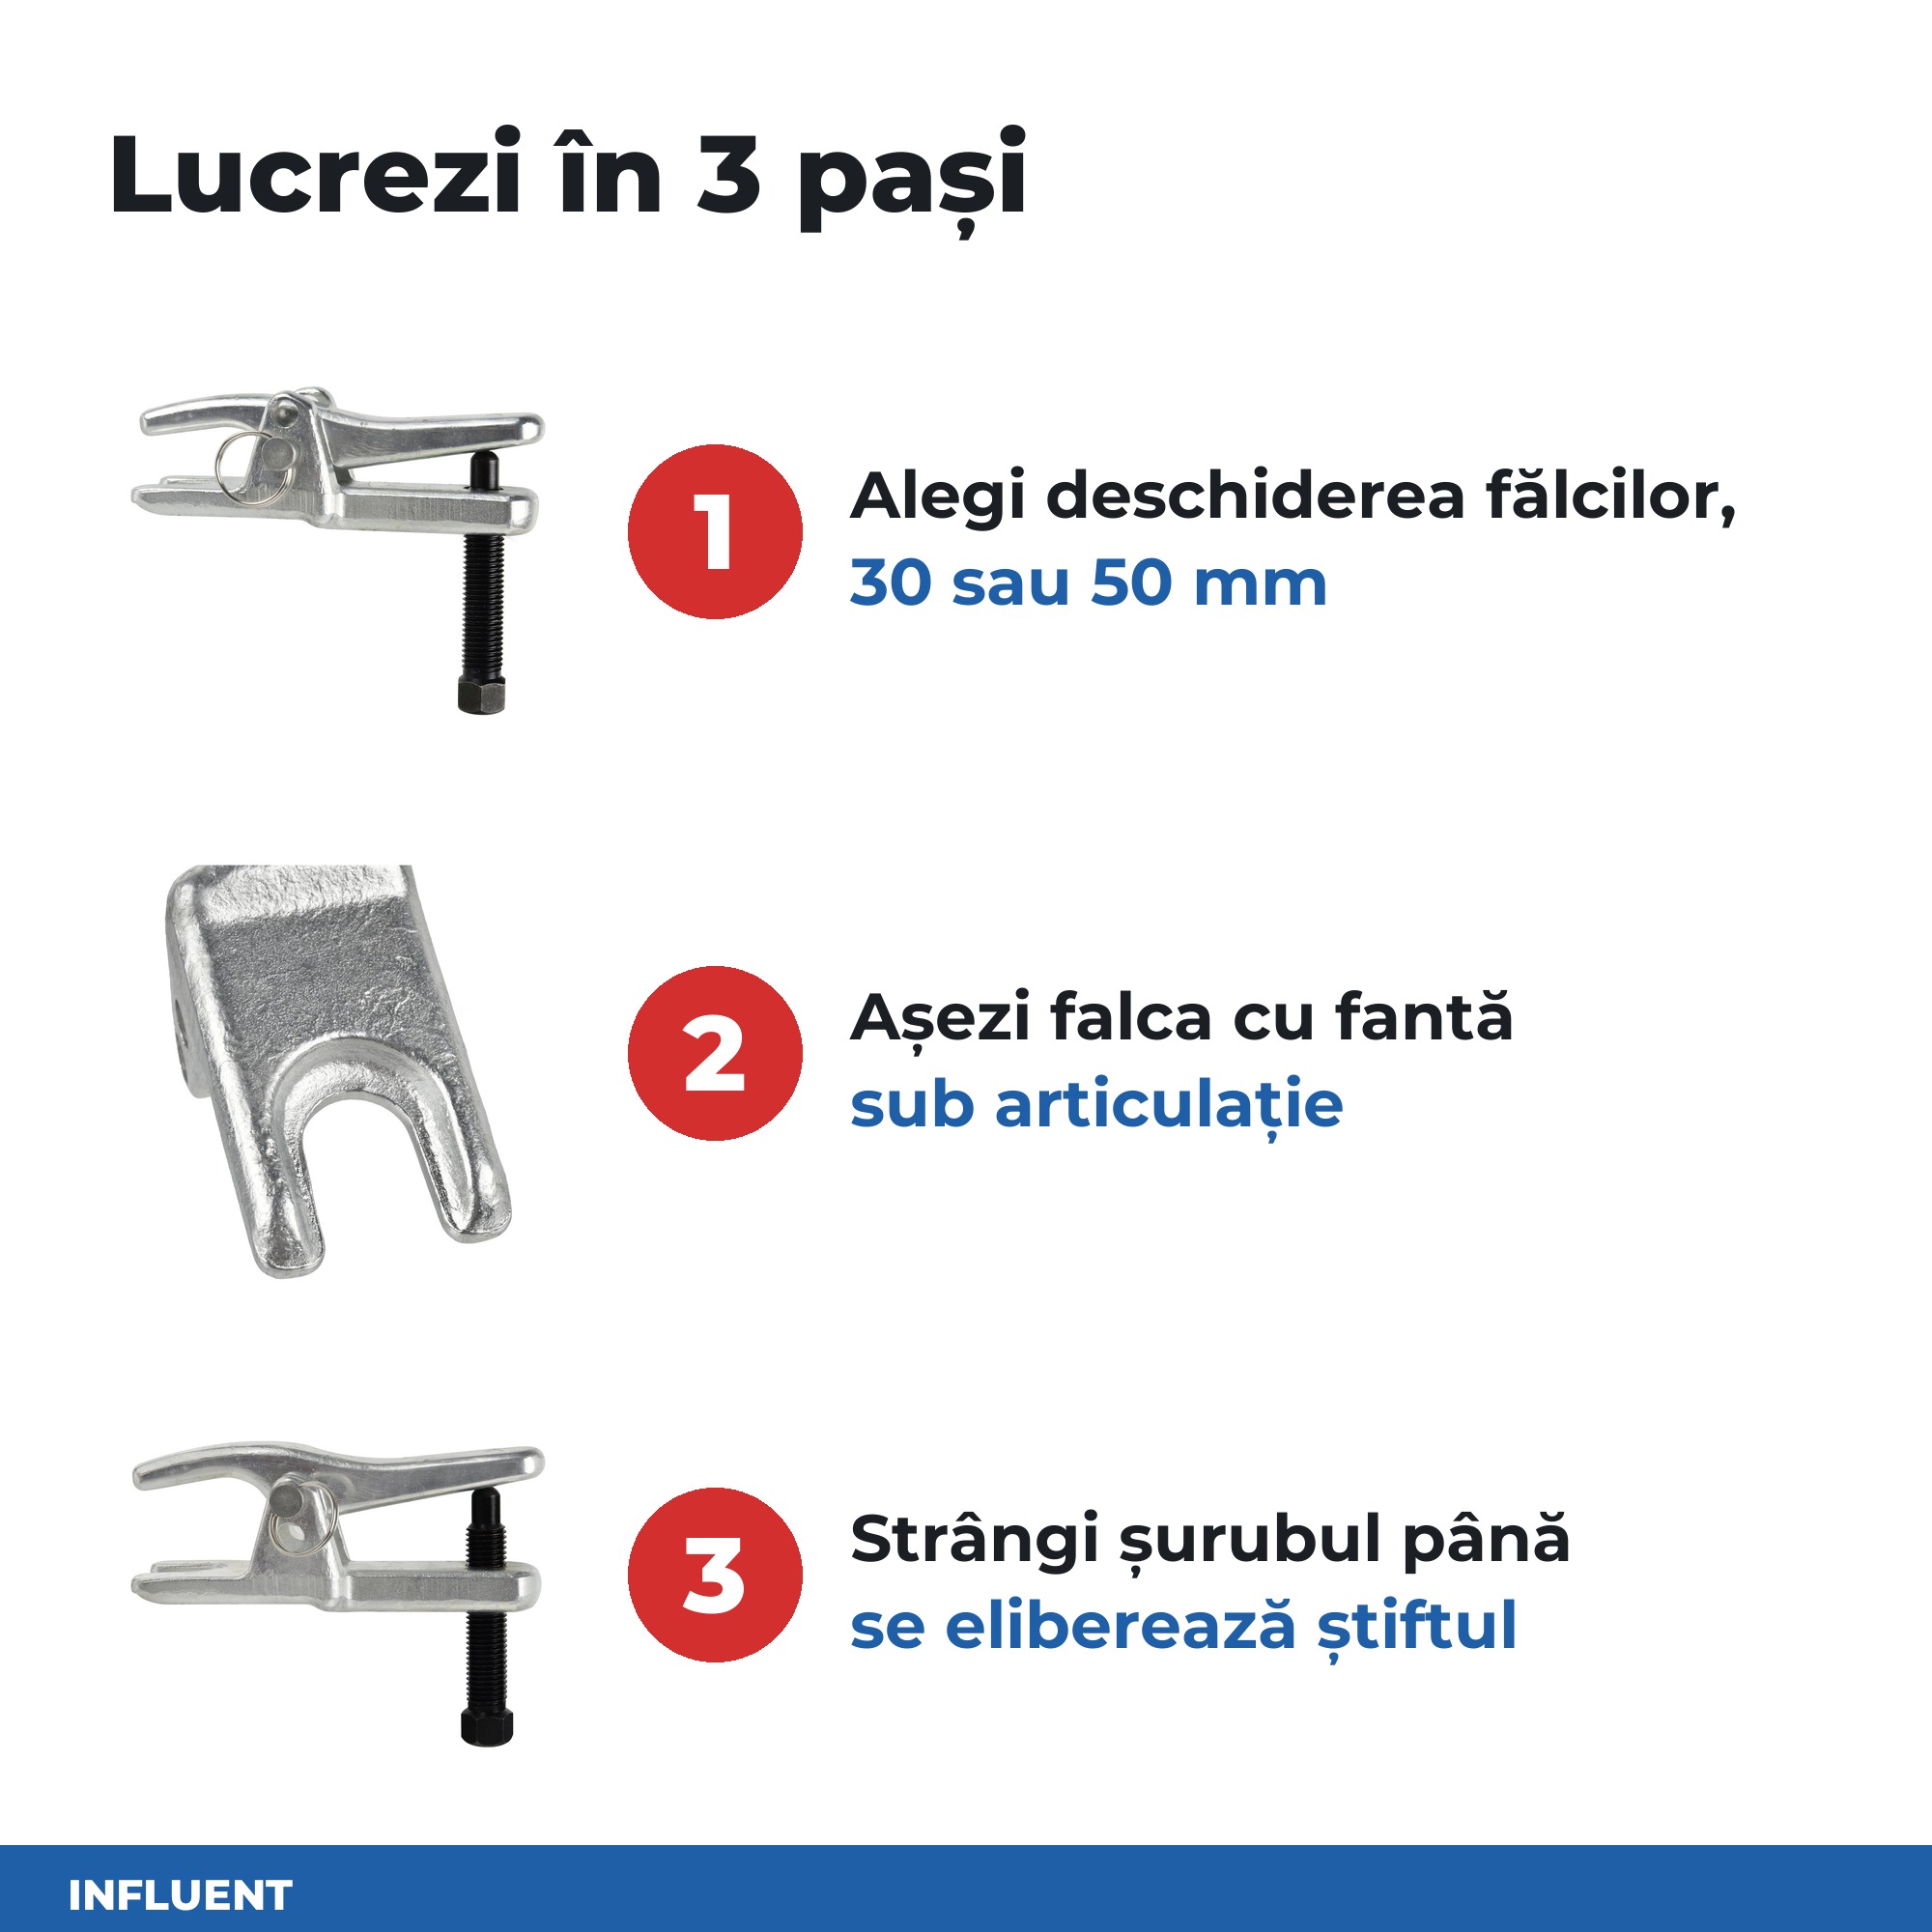 Lucrezi în 3 pași
1
Alegi deschiderea fălcilor,
30 sau 50 mm
2
Așezi falca cu fantă
sub articulație
3
Strângi șurubul până
se eliberează știftul
INFLUENT